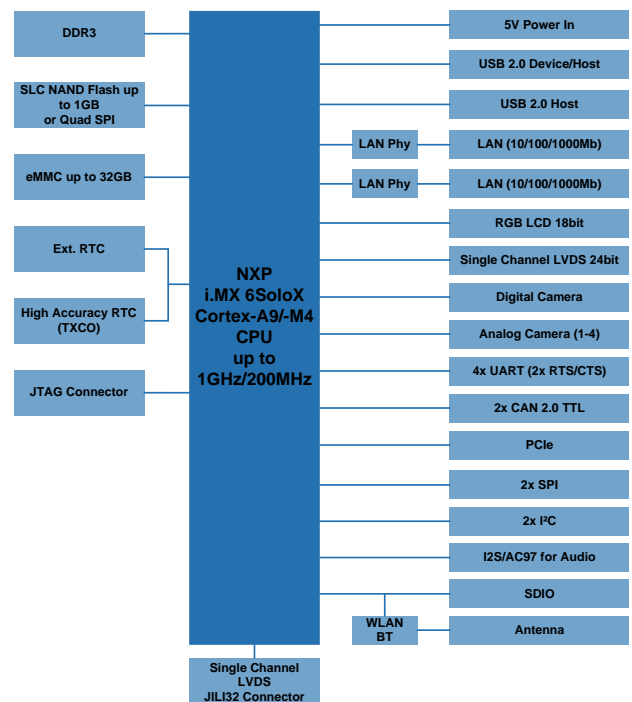 DDR3
SLC NAND Flash up
to 1GB
or Quad SPI
eMMC up to 32GB
Ext. RTC
High Accuracy RTC
(TXCO)
JTAG Connector
NXP
i.MX 6SoloX
Cortex-A9/-M4
CPU
up to
1GHz/200MHz
Single Channel
LVDS
JILI32 Connector
5V Power In
USB 2.0 Device/Host
USB 2.0 Host
LAN Phy
LAN (10/100/1000Mb)
LAN Phy
LAN (10/100/1000Mb)
RGB LCD 18bit
Single Channel LVDS 24bit
Digital Camera
Analog Camera (1-4)
4x UART (2x RTS/CTS)
2x CAN 2.0 TTL
PCIe
2x SPI
2x I²C
I2S/AC97 for Audio
SDIO
WLAN
BT
Antenna